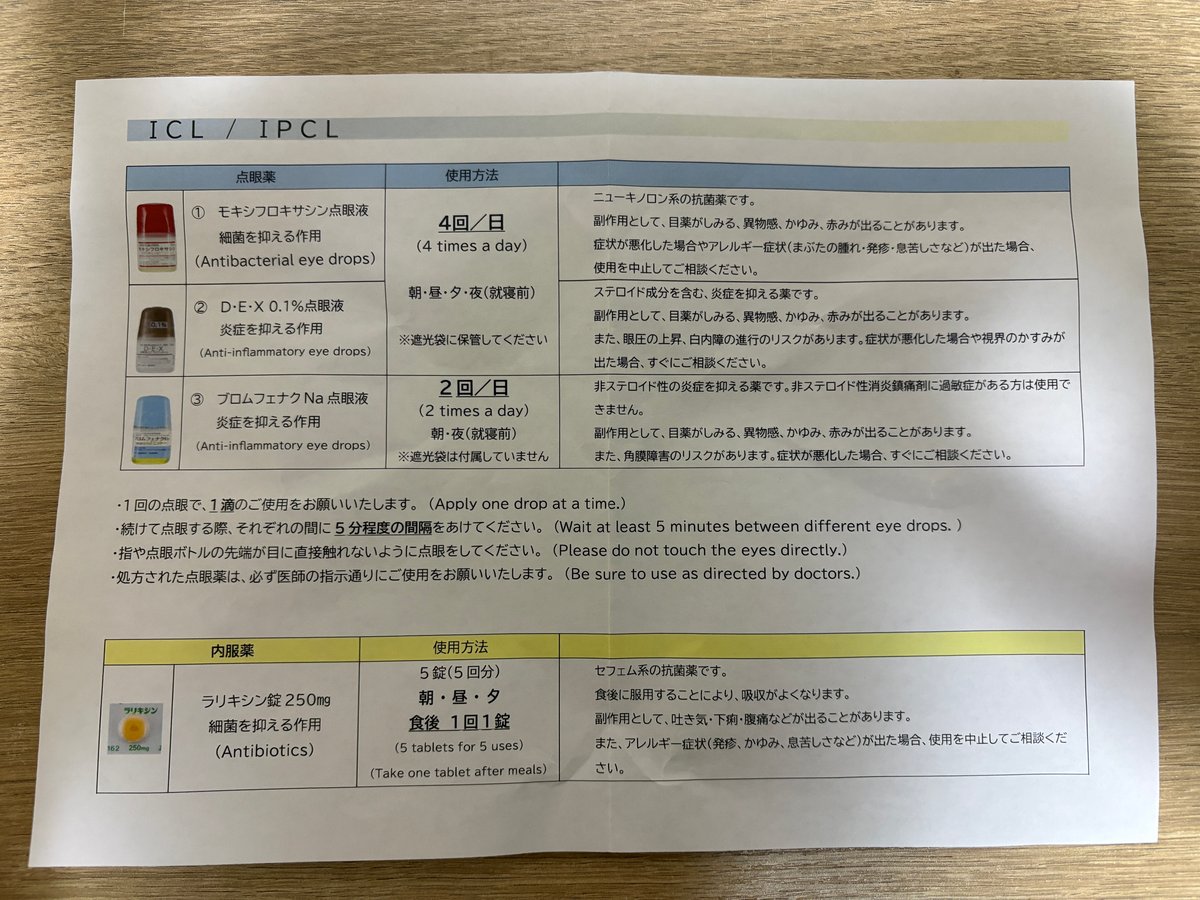 ICL / IPCL
点眼薬
使用方法
① モキシフロキサシン点眼液
細菌を抑える作用
(Antibacterial eye drops)
4回／日
(4 times a day)
朝・昼・夕・夜(就寝前)
※遮光袋に保管してください
ニューキノロン系の抗菌薬です。
副作用として、目薬がしみる、異物感、かゆみ、赤みが出ることがあります。
症状が悪化した場合やアレルギー症状(まぶたの腫れ・発疹・息苦しさなど)が出た場合、
使用を中止してご相談ください。
② D・E・X 0.1%点眼液
炎症を抑える作用
(Anti-inflammatory eye drops)
ステロイド成分を含む、炎症を抑える薬です。
副作用として、目薬がしみる、異物感、かゆみ、赤みが出ることがあります。
また、眼圧の上昇、白内障の進行のリスクがあります。症状が悪化した場合や視界のかすみが
出た場合、すぐにご相談ください。
③ ブロムフェナク Na 点眼液
炎症を抑える作用
(Anti-inflammatory eye drops)
2回／日
(2 times a day)
朝・夜(就寝前)
※遮光袋は付属していません
非ステロイド性の炎症を抑える薬です。非ステロイド性消炎鎮痛剤に過敏症がある方は使用で
きません。
副作用として、目薬がしみる、異物感、かゆみ、赤みが出ることがあります。
また、角膜障害のリスクがあります。症状が悪化した場合、すぐにご相談ください。
モキシフロキサシン
0.1%
D・E・X
ブロムフェナクNa
・1回の点眼で、1滴のご使用をお願いいたします。 (Apply one drop at a time.)
・続けて点眼する際、それぞれの間に5分程度の間隔をあけてください。 (Wait at least 5 minutes between different eye drops. )
・指や点眼ボトルの先端が目に直接触れないように点眼をしてください。 (Please do not touch the eyes directly.)
・処方された点眼薬は、必ず医師の指示通りにご使用をお願いいたします。 (Be sure to use as directed by doctors.)
内服薬
使用方法
ラリキシン
162 250mg
ラリキシン錠 250㎎
細菌を抑える作用
(Antibiotics)
5錠(5回分)
朝・昼・夕
食後 1回1錠
(5 tablets for 5 uses)
(Take one tablet after meals)
セフェム系の抗菌薬です。
食後に服用することにより、吸収がよくなります。
副作用として、吐き気・下痢・腹痛などが出ることがあります。
また、アレルギー症状(発疹、かゆみ、息苦しさなど)が出た場合、使用を中止してご相談くだ
さい。